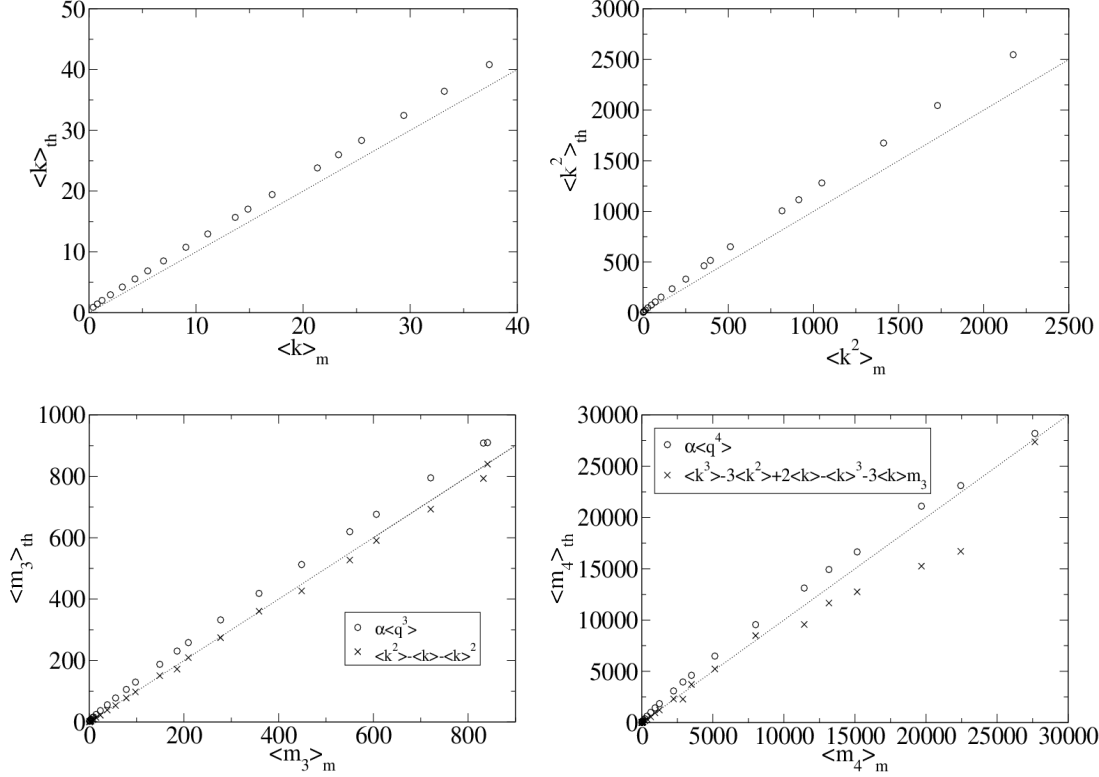 50
40
30
20
10
0
<k>th
0 10 20 30 40
<k>m
3000
2500
2000
1500
1000
500
0
<k²>th
0 500 1000 1500 2000 2500
<k²>m
1000
800
600
400
200
0
<m₃>th
α<q³>
<k²>-<k>-<k>²
0 200 400 600 800
<m₃>m
30000
25000
20000
15000
10000
5000
0
<m₄>th
α<q⁴>
<k³>-3<k²>+2<k>-<k>³-3<k>m₃
0 5000 10000 15000 20000 25000 30000
<m₄>m